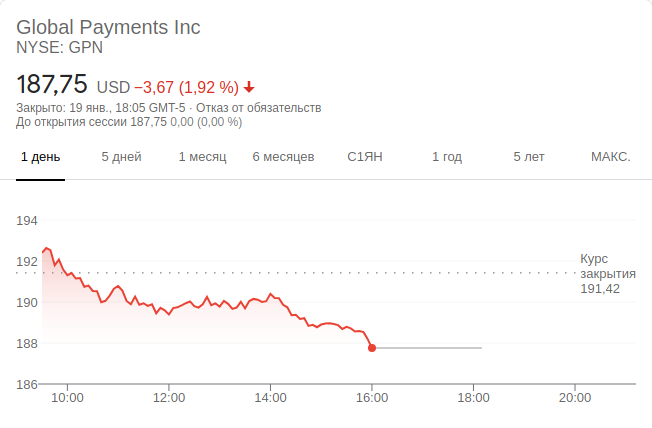 Global Payments Inc
NYSE: GPN
187,75 USD −3,67 (1,92 %)
Закрыто: 19 янв., 18:05 GMT-5 · Отказ от обязательств
До открытия сессии 187,75 0,00 (0,00 %)
1 день 5 дней 1 месяц 6 месяцев С1ЯН 1 год 5 лет МАКС.
194
192
190
188
186
Курс
закрытия
191,42
10:00 12:00 14:00 16:00 18:00 20:00